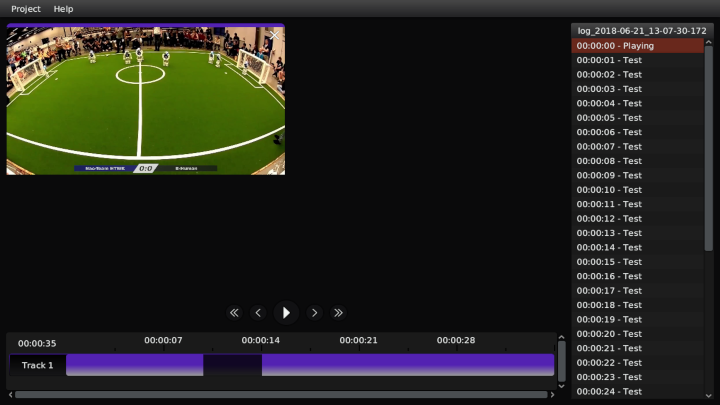 Project Help
log_2018-06-21_13-07-30-172
00:00:00 - Playing
00:00:01 - Test
00:00:02 - Test
00:00:03 - Test
00:00:04 - Test
00:00:05 - Test
00:00:06 - Test
00:00:07 - Test
00:00:08 - Test
00:00:09 - Test
00:00:10 - Test
00:00:11 - Test
00:00:12 - Test
00:00:13 - Test
00:00:14 - Test
00:00:15 - Test
00:00:16 - Test
00:00:17 - Test
00:00:18 - Test
00:00:19 - Test
00:00:20 - Test
00:00:21 - Test
00:00:22 - Test
00:00:23 - Test
00:00:24 - Test
0:0
00:00:35 00:00:07 00:00:14 00:00:21 00:00:28
Track 1